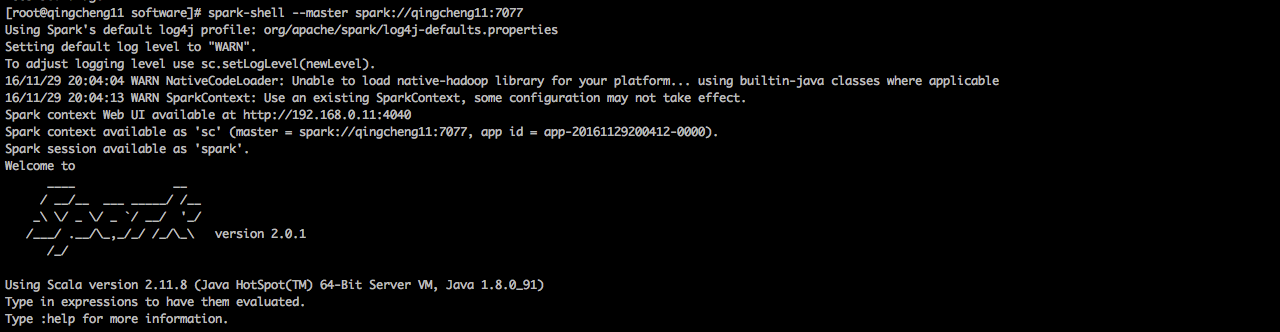 [root@qingcheng11 software]# spark-shell --master spark://qingcheng11:7077
Using Spark's default log4j profile: org/apache/spark/log4j-defaults.properties
Setting default log level to "WARN".
To adjust logging level use sc.setLogLevel(newLevel).
16/11/29 20:04:04 WARN NativeCodeLoader: Unable to load native-hadoop library for your platform... using builtin-java classes where applicable
16/11/29 20:04:13 WARN SparkContext: Use an existing SparkContext, some configuration may not take effect.
Spark context Web UI available at http://192.168.0.11:4040
Spark context available as 'sc' (master = spark://qingcheng11:7077, app id = app-20161129200412-0000).
Spark session available as 'spark'.
Welcome to
      ____              __
     / __/__  ___ _____/ /__
    _\ \/ _ \/ _ `/ __/  '_/
   /___/ .__/\_,_/_/ /_/\_\   version 2.0.1
      /_/

Using Scala version 2.11.8 (Java HotSpot(TM) 64-Bit Server VM, Java 1.8.0_91)
Type in expressions to have them evaluated.
Type :help for more information.